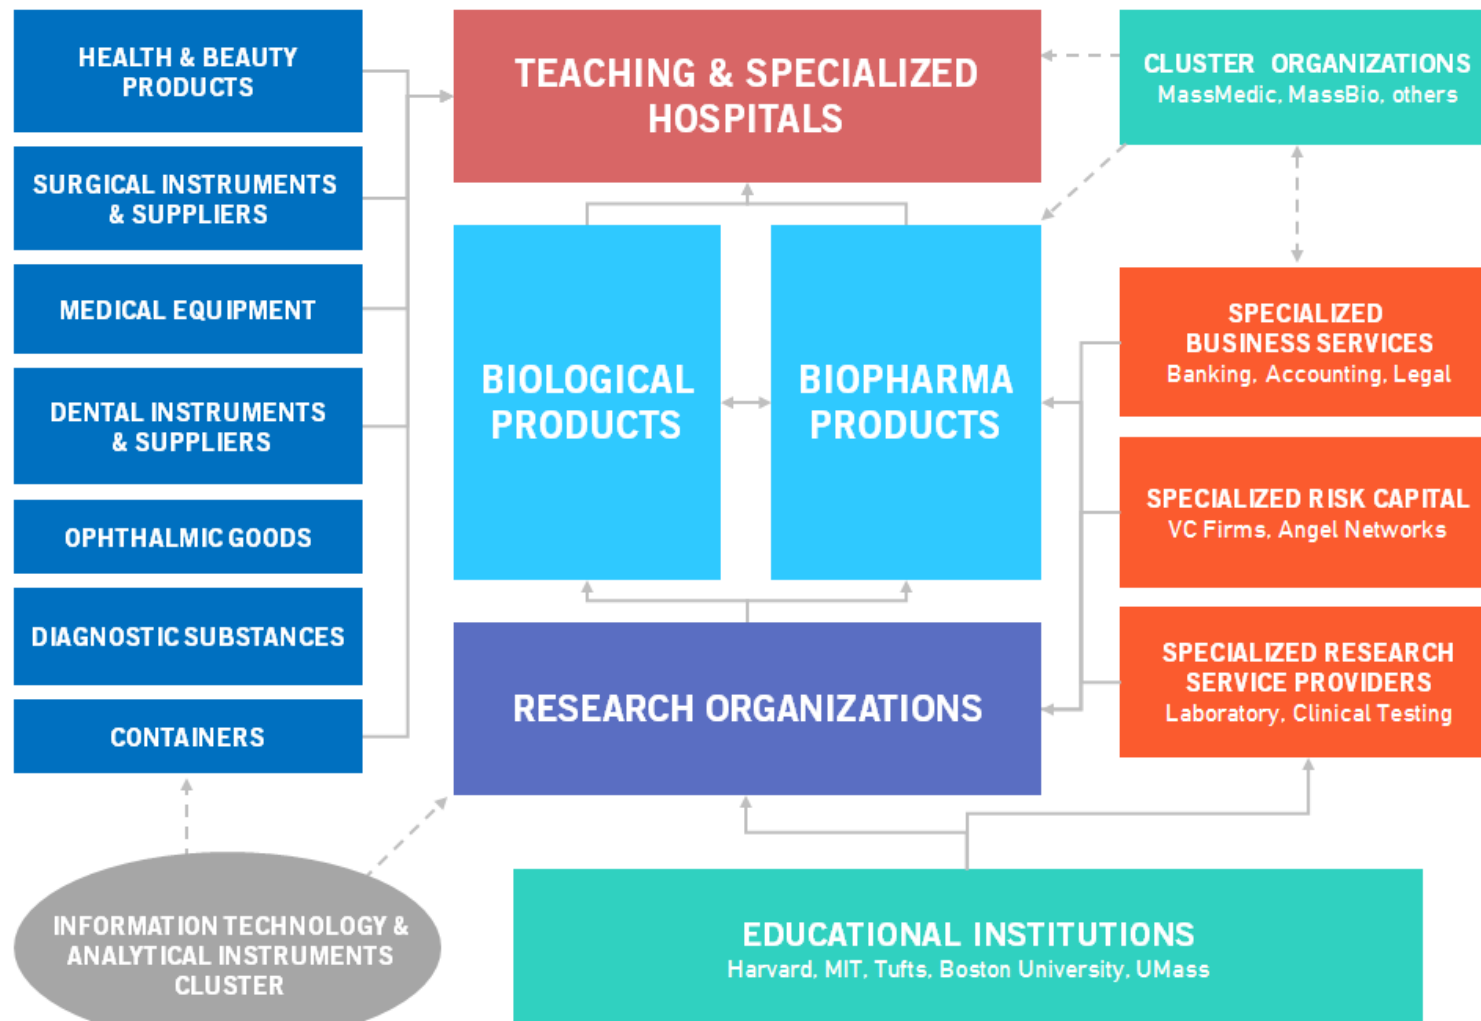 HEALTH & BEAUTY
PRODUCTS
SURGICAL INSTRUMENTS
& SUPPLIERS
MEDICAL EQUIPMENT
DENTAL INSTRUMENTS
& SUPPLIERS
OPHTHALMIC GOODS
DIAGNOSTIC SUBSTANCES
CONTAINERS
INFORMATION TECHNOLOGY &
ANALYTICAL INSTRUMENTS
CLUSTER
TEACHING & SPECIALIZED
HOSPITALS
BIOLOGICAL
PRODUCTS
BIOPHARMA
PRODUCTS
RESEARCH ORGANIZATIONS
EDUCATIONAL INSTITUTIONS
Harvard, MIT, Tufts, Boston University, UMass
CLUSTER ORGANIZATIONS
MassMedic, MassBio, others
SPECIALIZED
BUSINESS SERVICES
Banking, Accounting, Legal
SPECIALIZED RISK CAPITAL
VC Firms, Angel Networks
SPECIALIZED RESEARCH
SERVICE PROVIDERS
Laboratory, Clinical Testing